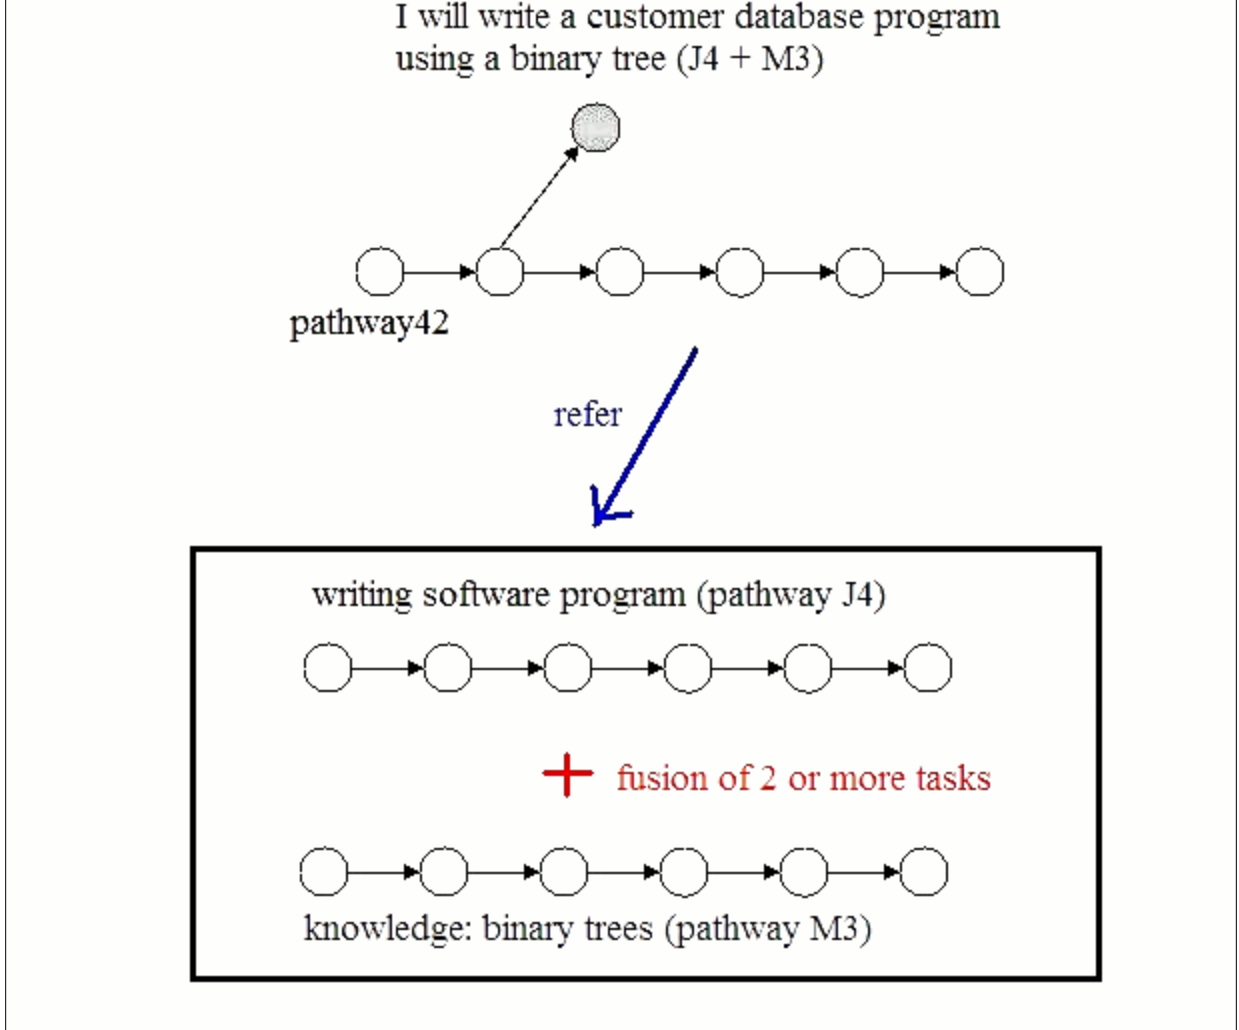 I will write a customer database program
using a binary tree (J4 + M3)
pathway42
refer
writing software program (pathway J4)
fusion of 2 or more tasks
knowledge: binary trees (pathway M3)